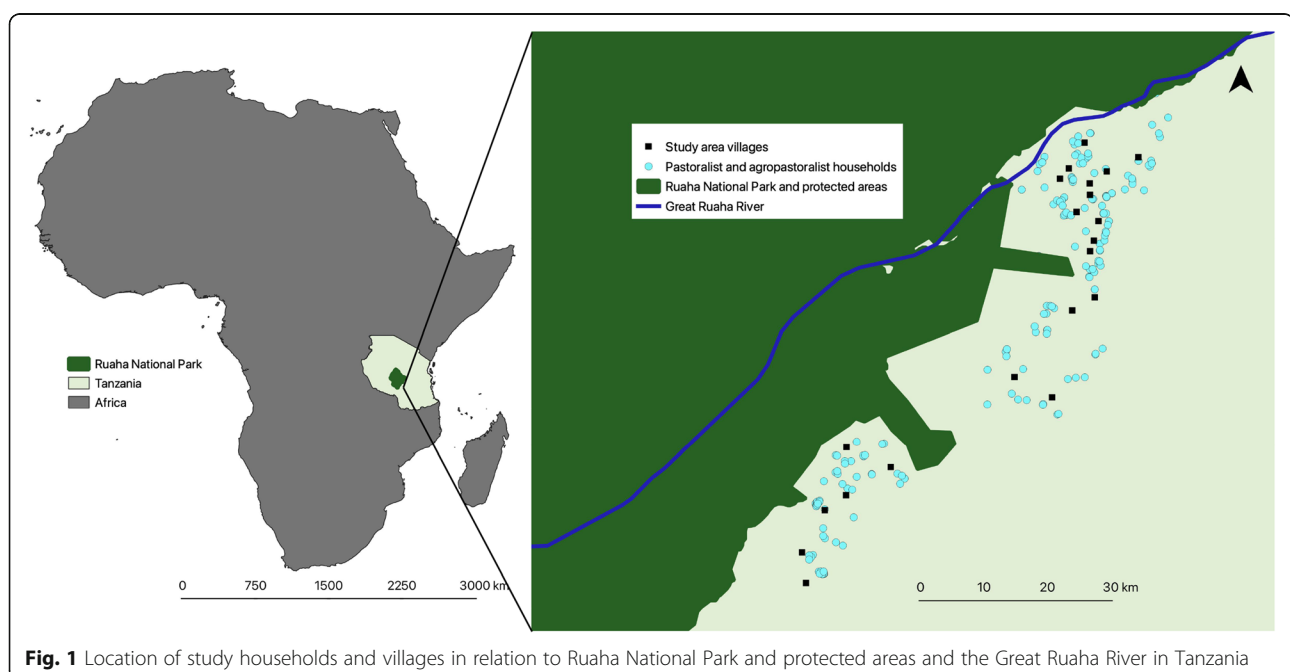 Ruaha National Park
Tanzania
Africa
0 750 1500 2250 3000 km
Study area villages
Pastoralist and agropastoralist households
Ruaha National Park and protected areas
Great Ruaha River
0 10 20 30 km
Fig. 1 Location of study households and villages in relation to Ruaha National Park and protected areas and the Great Ruaha River in Tanzania